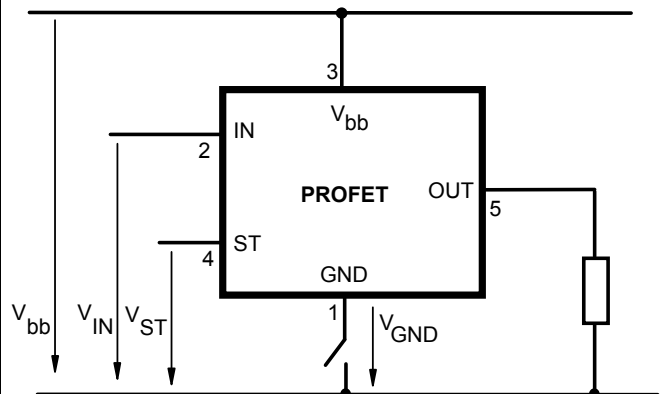 3
V_bb
IN
2
PROFET
OUT
5
ST
4
GND
1
V_bb
V_IN
V_ST
V_GND